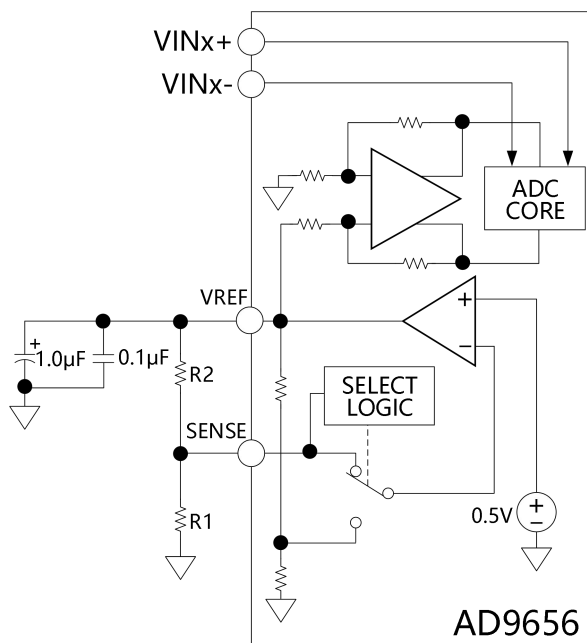 VINx+
VINx-
ADC
CORE
VREF
+
+
−
1.0µF
0.1µF
R2
SELECT
LOGIC
SENSE
R1
0.5V
+
−
AD9656